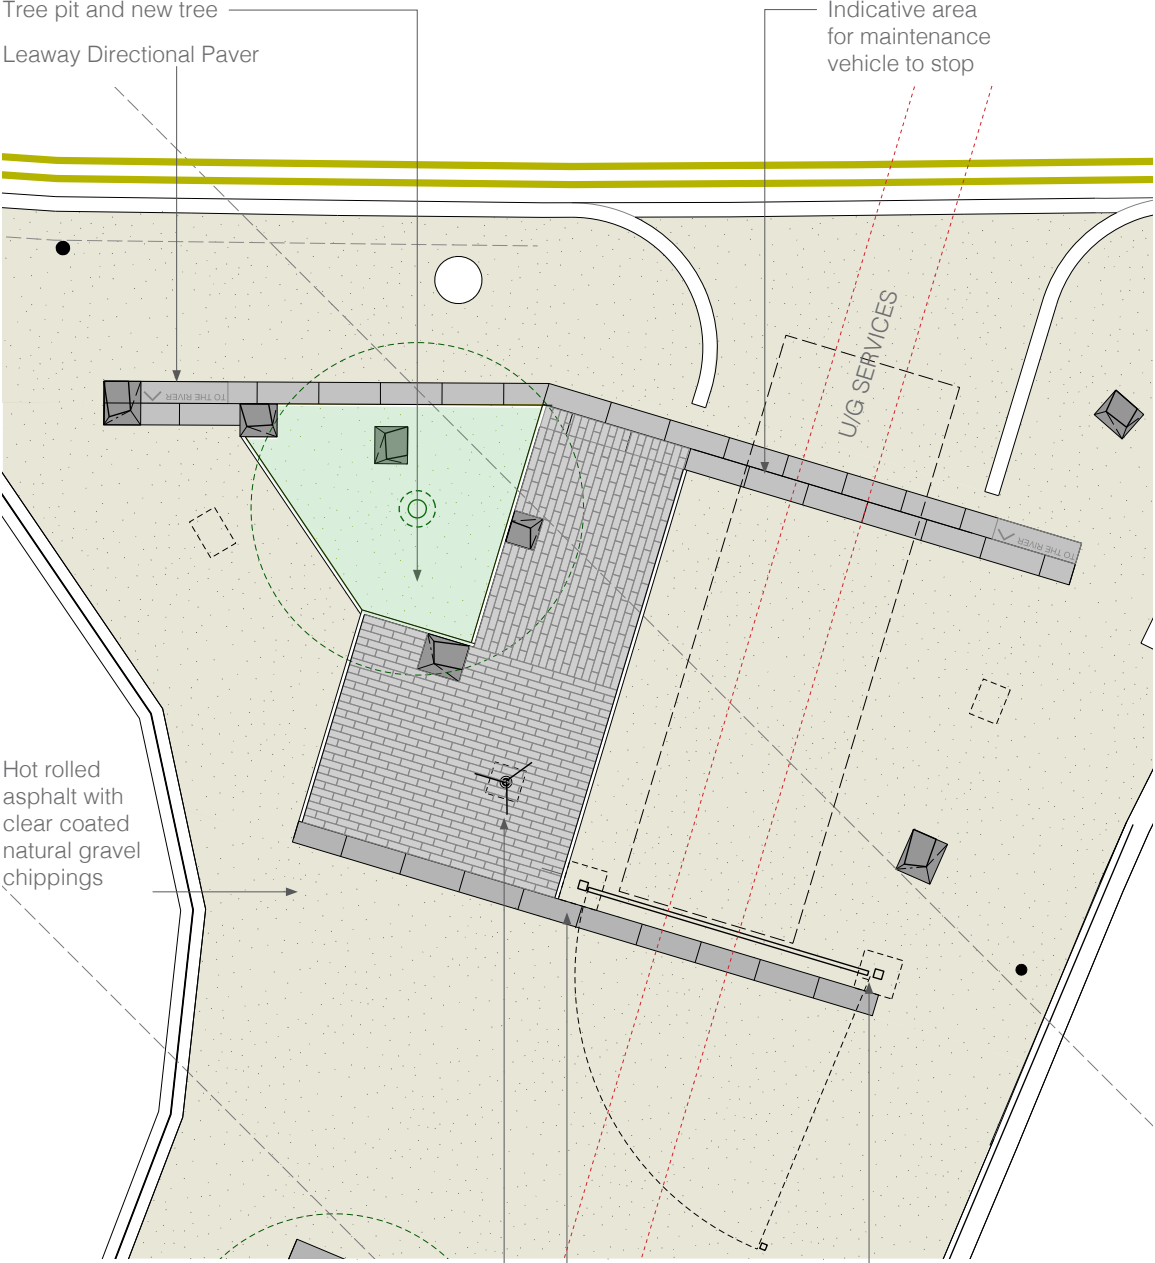 Tree pit and new tree
Leaway Directional Paver
Indicative area
for maintenance
vehicle to stop
U/G SERVICES
TO THE RIVER
TO THE RIVER
Hot rolled
asphalt with
clear coated
natural gravel
chippings